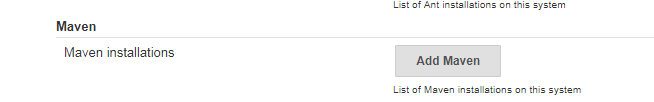 List of Ant installations on this system
Maven
Maven installations
Add Maven
List of Maven installations on this system